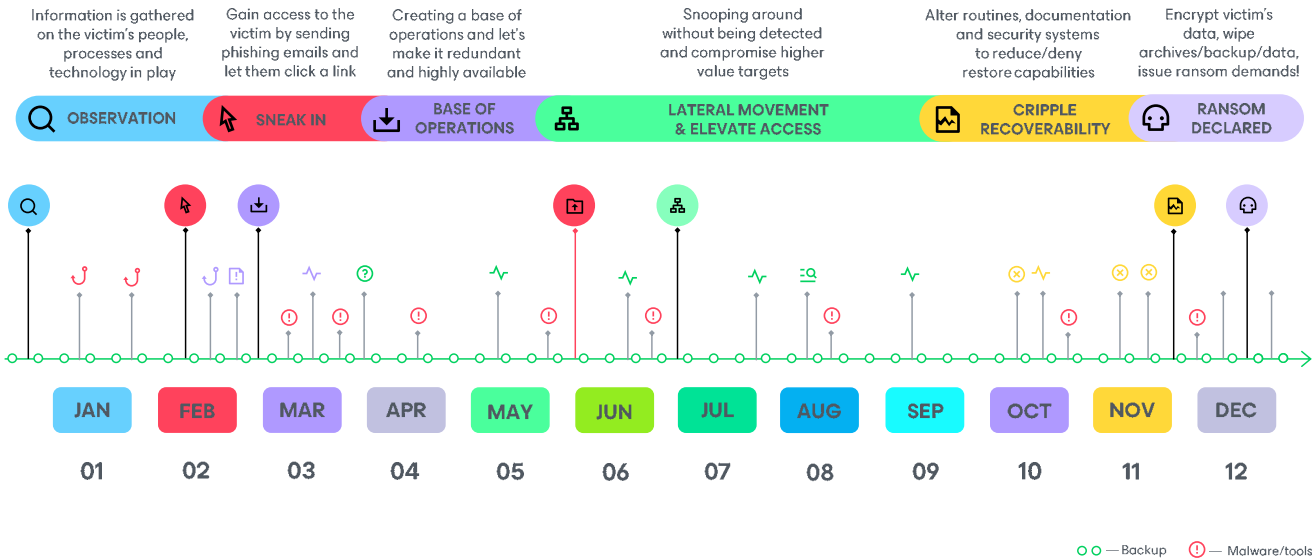 Information is gathered
on the victim's people,
processes and
technology in play
Gain access to the
victim by sending
phishing emails and
let them click a link
Creating a base of
operations and let's
make it redundant
and highly available
Snooping around
without being detected
and compromise higher
value targets
Alter routines, documentation
and security systems
to reduce/deny
restore capabilities
Encrypt victim's
data, wipe
archives/backup/data,
issue ransom demands!
OBSERVATION
SNEAK IN
BASE OF
OPERATIONS
LATERAL MOVEMENT
& ELEVATE ACCESS
CRIPPLE
RECOVERABILITY
RANSOM
DECLARED
JAN
FEB
MAR
APR
MAY
JUN
JUL
AUG
SEP
OCT
NOV
DEC
01
02
03
04
05
06
07
08
09
10
11
12
— Backup
— Malware/tools